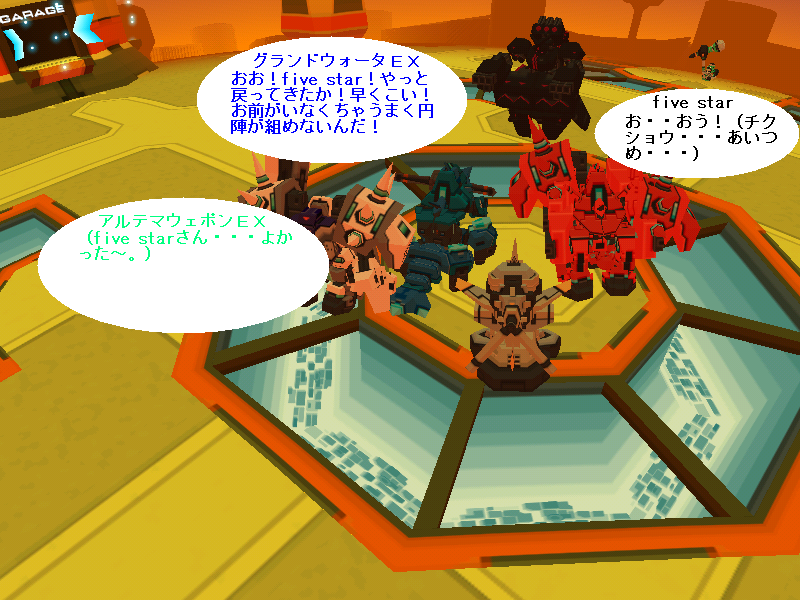 GARAGE
グランドウォータＥＸ
おお！five star！やっと
戻ってきたか！早くこい！
お前がいなくちゃうまく円
陣が組めないんだ！
five star
お・・おう！（チク
ショウ・・・あいつ
め・・・）
アルテマウェポンＥＸ
（five starさん・・・よか
った～。）